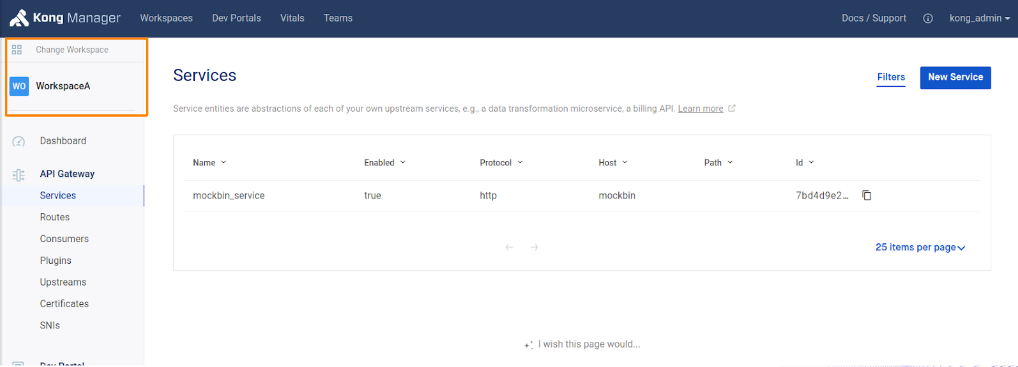 Kong Manager Workspaces Dev Portals Vitals Teams Docs / Support kong_admin
Change Workspace
WO WorkspaceA
Services Filters New Service
Service entities are abstractions of each of your own upstream services, e.g., a data transformation microservice, a billing API. Learn more
Dashboard
API Gateway
Services
Routes
Consumers
Plugins
Upstreams
Certificates
SNIs
Dev Portal
Name Enabled Protocol Host Path Id
mockbin_service true http mockbin 7bd4d9e2...
25 items per page
I wish this page would...